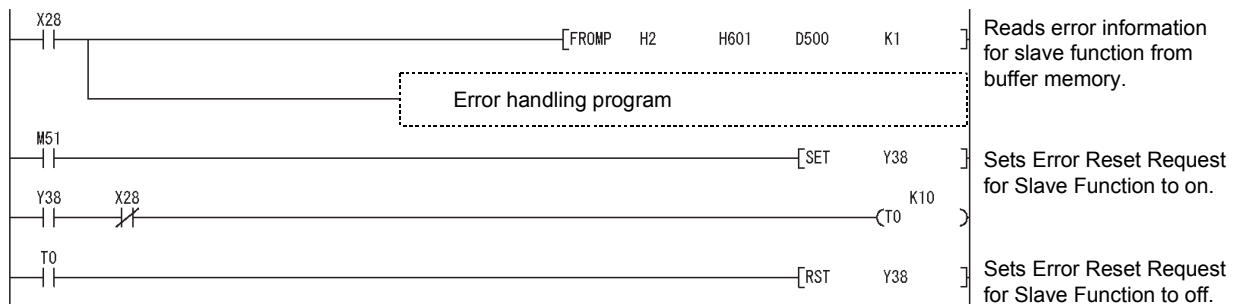 X28
[FROMP H2 H601 D500 K1 ]
Reads error information
for slave function from
buffer memory.
Error handling program
M51
[SET Y38 ]
Sets Error Reset Request
for Slave Function to on.
Y38 X28 K10
(T0 )
T0
[RST Y38 ]
Sets Error Reset Request
for Slave Function to off.